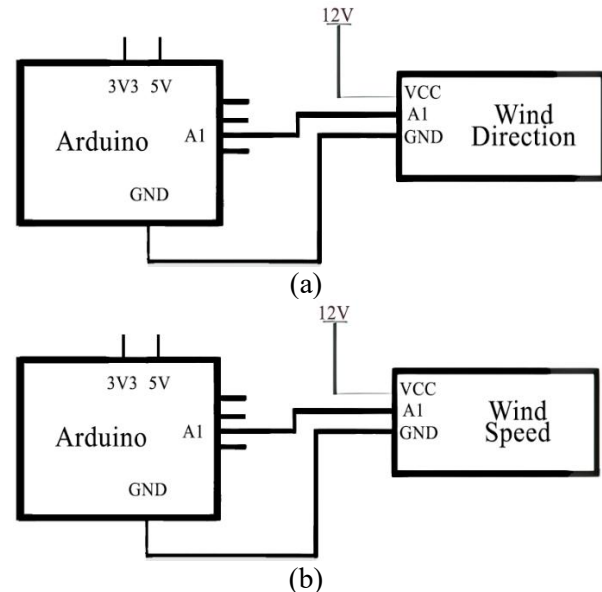 12V
3V3 5V
VCC
A1
GND
Wind
Direction
Arduino
A1
GND
(a)
12V
3V3 5V
VCC
A1
GND
Wind
Speed
Arduino
A1
GND
(b)